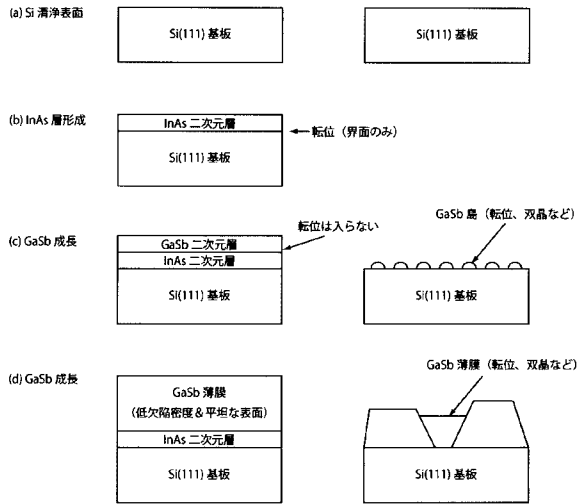 (a) Si 清浄表面
Si(111) 基板
Si(111) 基板
(b) InAs 層形成
InAs 二次元層
Si(111) 基板
転位（界面のみ）
(c) GaSb 成長
GaSb 二次元層
InAs 二次元層
Si(111) 基板
転位は入らない
GaSb 島（転位、双晶など）
Si(111) 基板
(d) GaSb 成長
GaSb 薄膜
（低欠陥密度＆平坦な表面）
InAs 二次元層
Si(111) 基板
GaSb 薄膜（転位、双晶など）
Si(111) 基板